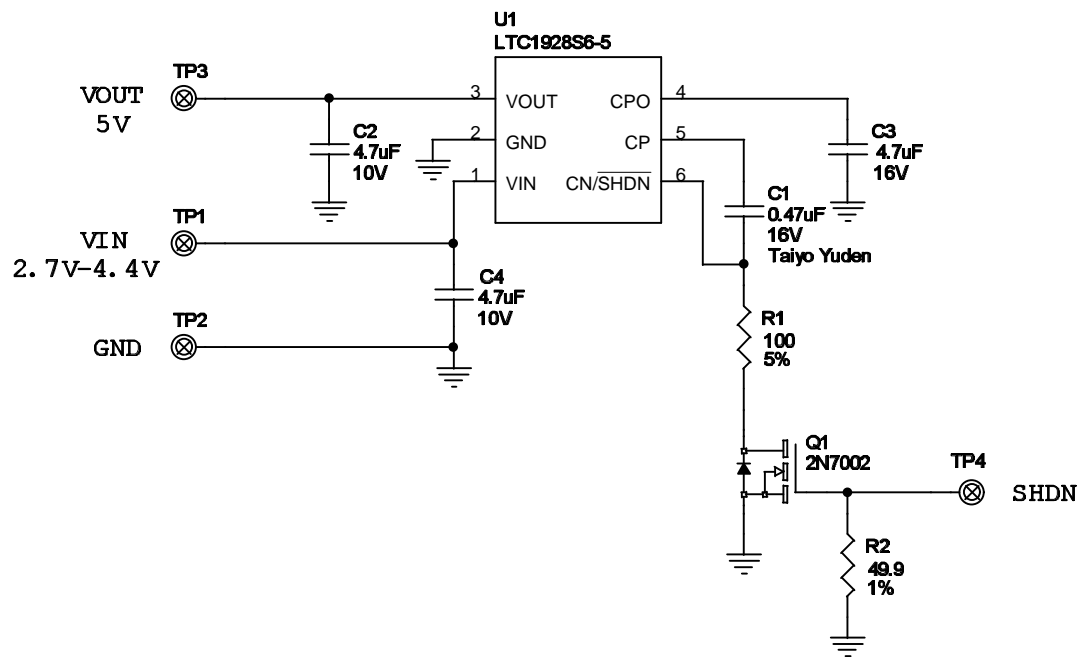 U1
LTC1928S6-5
TP3
VOUT
5V
3
VOUT
CPO
4
C2
4.7uF
10V
2
GND
CP
5
C3
4.7uF
16V
1
VIN
CN/SHDN
6
C1
0.47uF
16V
Taiyo Yuden
TP1
VIN
2.7V-4.4V
C4
4.7uF
10V
TP2
GND
R1
100
5%
Q1
2N7002
TP4
SHDN
R2
49.9
1%